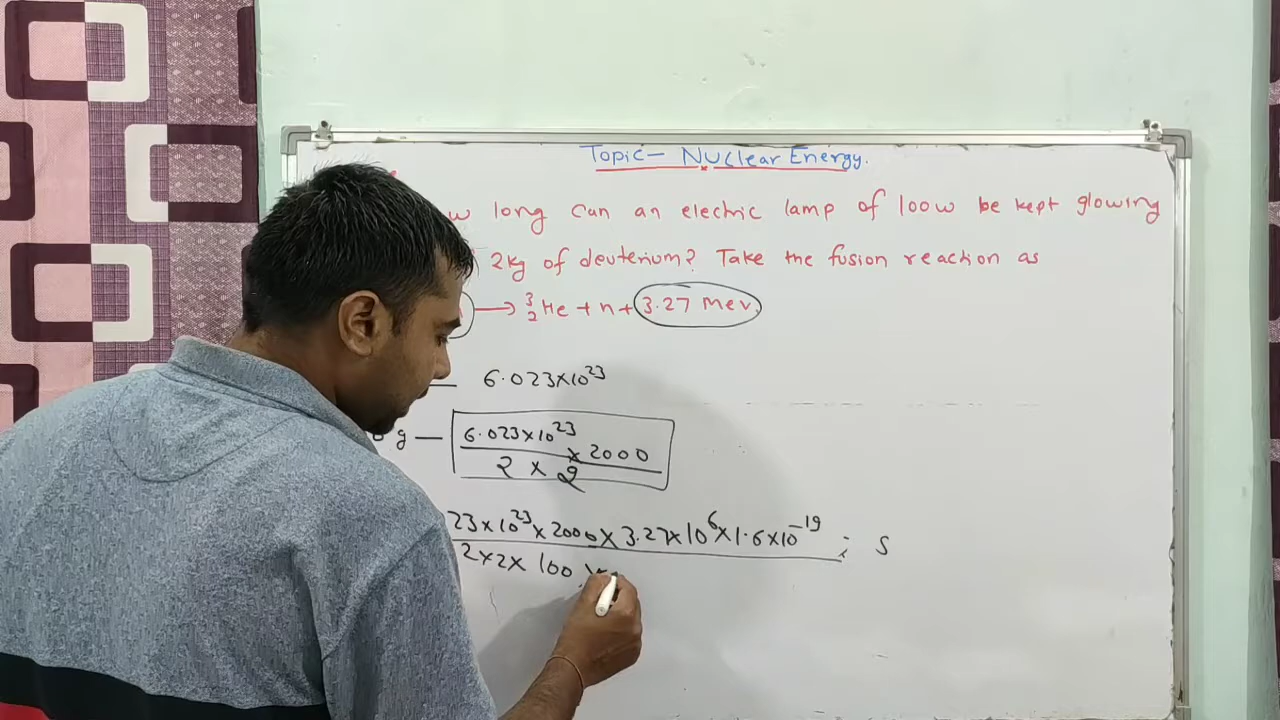 Topic- Nuclear Energy.
long can an electric lamp of 100w be kept glowing
2kg of deuterium? Take the fusion reaction as
→ ³₂He + n + 3.27 Mev.
— 6.023×10²³
g — 6.023×10²³ × 2000
2 × 2
23×10²³ × 2000 × 3.27×10⁶ × 1.6×10⁻¹⁹ ; S
2×2× 100 ×